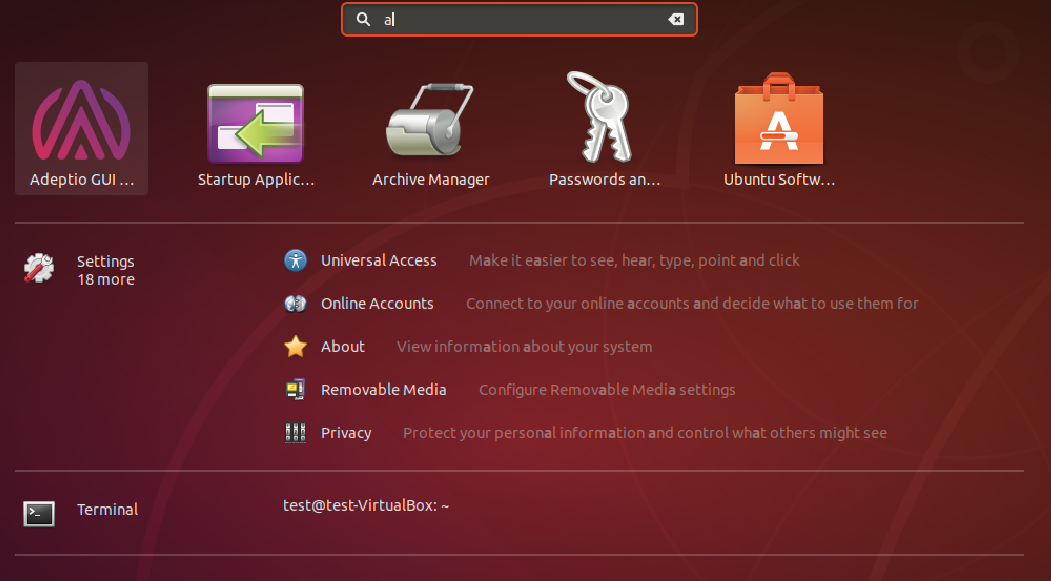 a
Adeptio GUI ...
Startup Applic...
Archive Manager
Passwords an...
Ubuntu Softw...
Settings
18 more
Universal Access Make it easier to see, hear, type, point and click
Online Accounts Connect to your online accounts and decide what to use them for
About View information about your system
Removable Media Configure Removable Media settings
Privacy Protect your personal information and control what others might see
Terminal
test@test-VirtualBox: ~